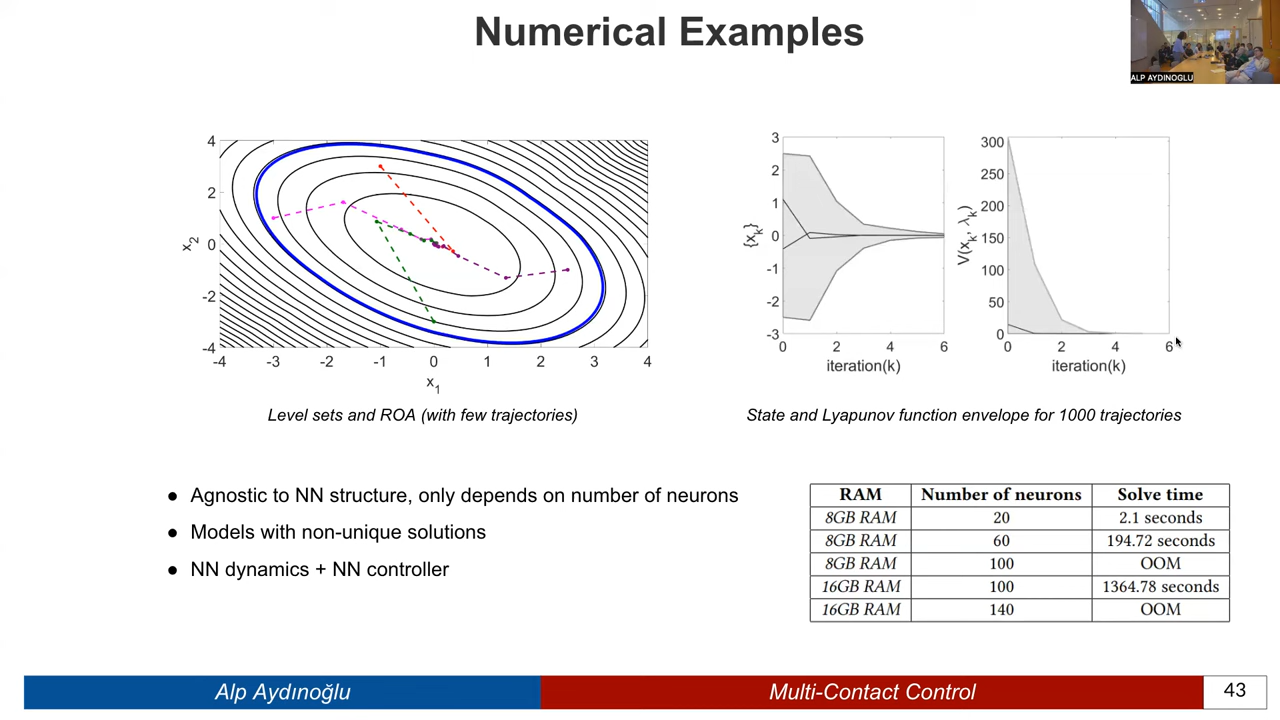 Numerical Examples
ALP AYDINOGLU
4
2
0
-2
-4
x2
-4 -3 -2 -1 0 1 2 3 4
x1
Level sets and ROA (with few trajectories)
3
2
1
0
-1
-2
-3
{xk}
0 2 4 6
iteration(k)
300
250
200
150
100
50
0
V(xk, λk)
0 2 4 6
iteration(k)
State and Lyapunov function envelope for 1000 trajectories
● Agnostic to NN structure, only depends on number of neurons
● Models with non-unique solutions
● NN dynamics + NN controller
RAM Number of neurons Solve time
8GB RAM 20 2.1 seconds
8GB RAM 60 194.72 seconds
8GB RAM 100 OOM
16GB RAM 100 1364.78 seconds
16GB RAM 140 OOM
Alp Aydınoğlu
Multi-Contact Control
43